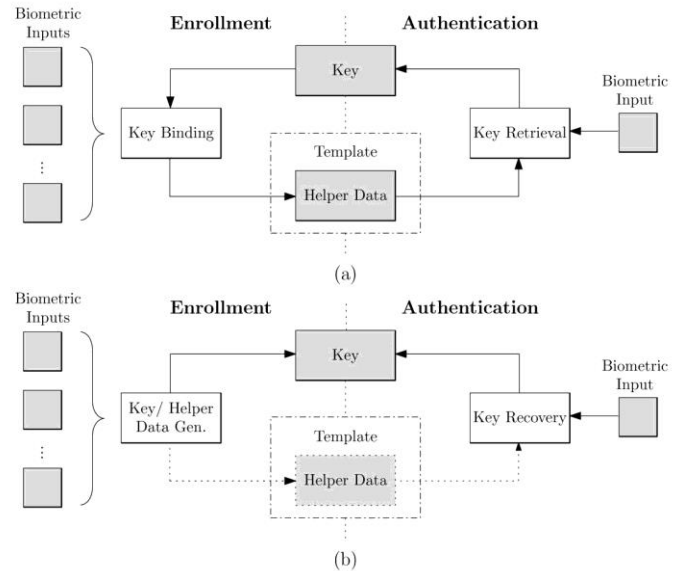 Biometric
Inputs
Enrollment
Authentication
Key
Biometric
Input
Key Binding
Key Retrieval
Template
Helper Data
⋮
(a)
Biometric
Inputs
Enrollment
Authentication
Key
Biometric
Input
Key/ Helper
Data Gen.
Key Recovery
Template
Helper Data
⋮
(b)